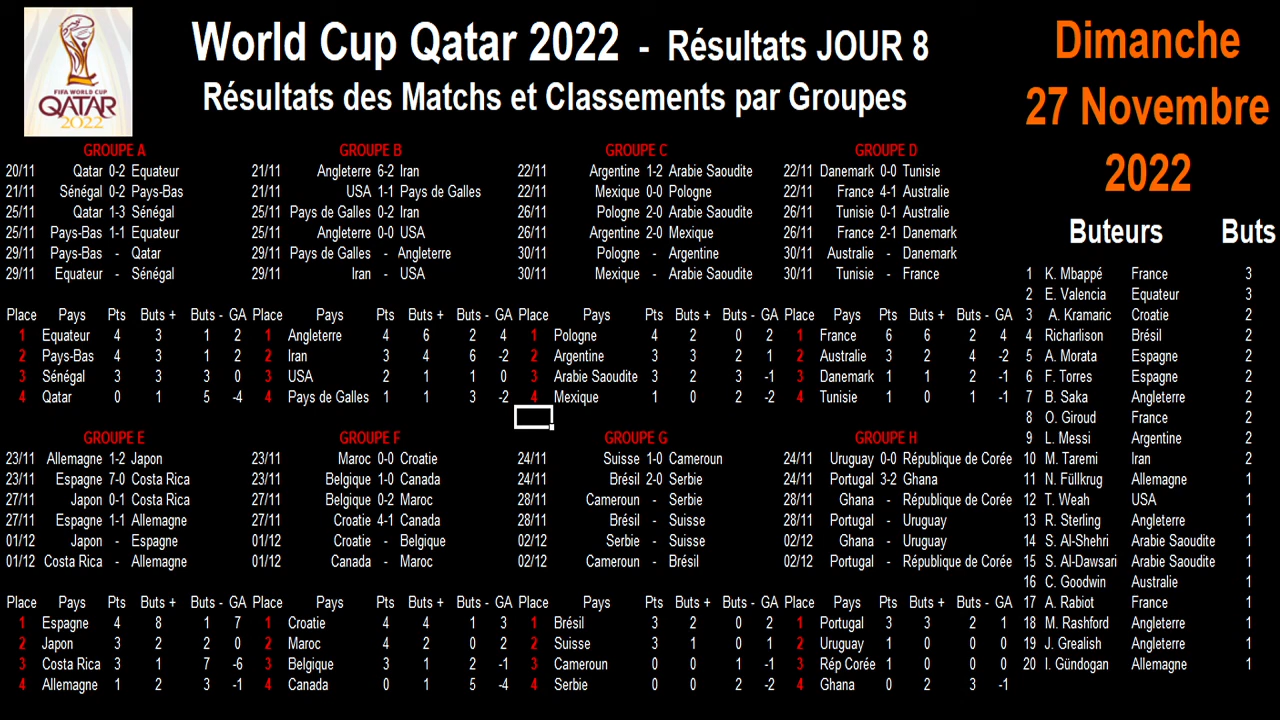 World Cup Qatar 2022 - Résultats JOUR 8
Résultats des Matchs et Classements par Groupes
FIFA WORLD CUP
QATAR
2022
Dimanche
27 Novembre
2022
GROUPE A GROUPE B GROUPE C GROUPE D
20/11 Qatar 0-2 Equateur 21/11 Angleterre 6-2 Iran 22/11 Argentine 1-2 Arabie Saoudite 22/11 Danemark 0-0 Tunisie
21/11 Sénégal 0-2 Pays-Bas 21/11 USA 1-1 Pays de Galles 22/11 Mexique 0-0 Pologne 22/11 France 4-1 Australie
25/11 Qatar 1-3 Sénégal 25/11 Pays de Galles 0-2 Iran 26/11 Pologne 2-0 Arabie Saoudite 26/11 Tunisie 0-1 Australie
25/11 Pays-Bas 1-1 Equateur 25/11 Angleterre 0-0 USA 26/11 Argentine 2-0 Mexique 26/11 France 2-1 Danemark
29/11 Pays-Bas - Qatar 29/11 Pays de Galles - Angleterre 30/11 Pologne - Argentine 30/11 Australie - Danemark
29/11 Equateur - Sénégal 29/11 Iran - USA 30/11 Mexique - Arabie Saoudite 30/11 Tunisie - France
Place Pays Pts Buts + Buts - GA Place Pays Pts Buts + Buts - GA Place Pays Pts Buts + Buts - GA Place Pays Pts Buts + Buts - GA
1 Equateur 4 3 1 2 1 Angleterre 4 6 2 4 1 Pologne 4 2 0 2 1 France 6 6 2 4
2 Pays-Bas 4 3 1 2 2 Iran 3 4 6 -2 2 Argentine 3 3 2 1 2 Australie 3 2 4 -2
3 Sénégal 3 3 3 0 3 USA 2 1 1 0 3 Arabie Saoudite 3 2 3 -1 3 Danemark 1 1 2 -1
4 Qatar 0 1 5 -4 4 Pays de Galles 1 1 3 -2 4 Mexique 1 0 2 -2 4 Tunisie 1 0 1 -1
GROUPE E GROUPE F GROUPE G GROUPE H
23/11 Allemagne 1-2 Japon 23/11 Maroc 0-0 Croatie 24/11 Suisse 1-0 Cameroun 24/11 Uruguay 0-0 République de Corée
23/11 Espagne 7-0 Costa Rica 23/11 Belgique 1-0 Canada 24/11 Brésil 2-0 Serbie 24/11 Portugal 3-2 Ghana
27/11 Japon 0-1 Costa Rica 27/11 Belgique 0-2 Maroc 28/11 Cameroun - Serbie 28/11 Ghana - République de Corée
27/11 Espagne 1-1 Allemagne 27/11 Croatie 4-1 Canada 28/11 Brésil - Suisse 28/11 Portugal - Uruguay
01/12 Japon - Espagne 01/12 Croatie - Belgique 02/12 Serbie - Suisse 02/12 Ghana - Uruguay
01/12 Costa Rica - Allemagne 01/12 Canada - Maroc 02/12 Cameroun - Brésil 02/12 Portugal - République de Corée
Place Pays Pts Buts + Buts - GA Place Pays Pts Buts + Buts - GA Place Pays Pts Buts + Buts - GA Place Pays Pts Buts + Buts - GA
1 Espagne 4 8 1 7 1 Croatie 4 4 1 3 1 Brésil 3 2 0 2 1 Portugal 3 3 2 1
2 Japon 3 2 2 0 2 Maroc 4 2 0 2 2 Suisse 3 1 0 1 2 Uruguay 1 0 0 0
3 Costa Rica 3 1 7 -6 3 Belgique 3 1 2 -1 3 Cameroun 0 0 1 -1 3 Rép Corée 1 0 0 0
4 Allemagne 1 2 3 -1 4 Canada 0 1 5 -4 4 Serbie 0 0 2 -2 4 Ghana 0 2 3 -1
Buteurs Buts
1 K. Mbappé France 3
2 E. Valencia Equateur 3
3 A. Kramaric Croatie 2
4 Richarlison Brésil 2
5 A. Morata Espagne 2
6 F. Torres Espagne 2
7 B. Saka Angleterre 2
8 O. Giroud France 2
9 L. Messi Argentine 2
10 M. Taremi Iran 2
11 N. Füllkrug Allemagne 1
12 T. Weah USA 1
13 R. Sterling Angleterre 1
14 S. Al-Shehri Arabie Saoudite 1
15 S. Al-Dawsari Arabie Saoudite 1
16 C. Goodwin Australie 1
17 A. Rabiot France 1
18 M. Rashford Angleterre 1
19 J. Grealish Angleterre 1
20 I. Gündogan Allemagne 1